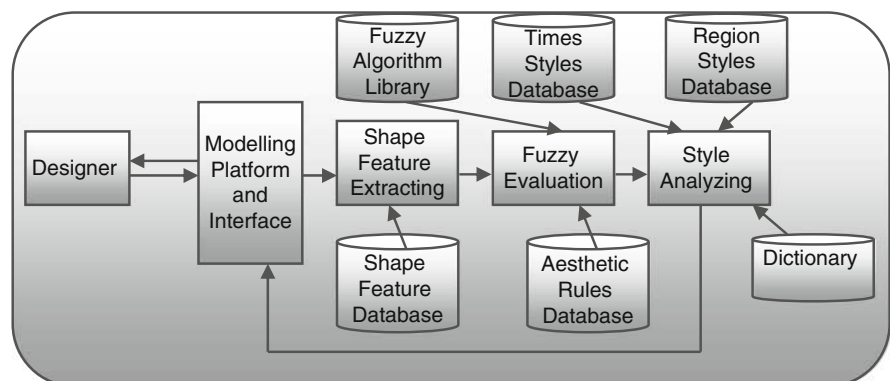 Fuzzy
Algorithm
Library
Times
Styles
Database
Region
Styles
Database
Designer
Modelling
Platform
and
Interface
Shape
Feature
Extracting
Fuzzy
Evaluation
Style
Analyzing
Shape
Feature
Database
Aesthetic
Rules
Database
Dictionary